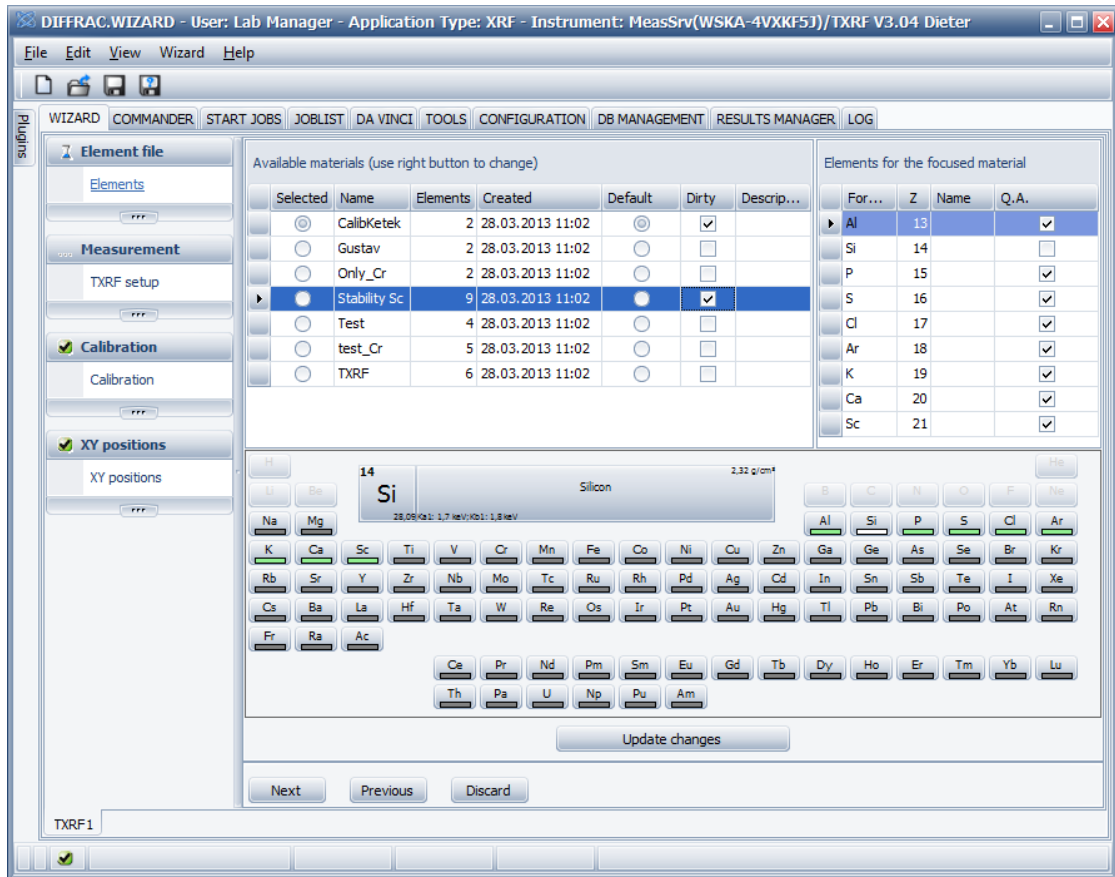 DIFFRAC.WIZARD - User: Lab Manager - Application Type: XRF - Instrument: MeasSrv(WSKA-4VXKF5J)/TXRF V3.04 Dieter
File Edit View Wizard Help
Plugins
WIZARD COMMANDER START JOBS JOBLIST DA VINCI TOOLS CONFIGURATION DB MANAGEMENT RESULTS MANAGER LOG
Element file
Elements
Measurement
TXRF setup
Calibration
Calibration
XY positions
XY positions
Available materials (use right button to change)
Selected Name Elements Created Default Dirty Descrip...
CalibKetek 2 28.03.2013 11:02
Gustav 2 28.03.2013 11:02
Only_Cr 2 28.03.2013 11:02
Stability Sc 9 28.03.2013 11:02
Test 4 28.03.2013 11:02
test_Cr 5 28.03.2013 11:02
TXRF 6 28.03.2013 11:02
Elements for the focused material
For... Z Name Q.A.
Al 13
Si 14
P 15
S 16
Cl 17
Ar 18
K 19
Ca 20
Sc 21
H He
Li Be B C N O F Ne
14
Si
Silicon
2,32 g/cm³
28,09 Ka1: 1,7 keV;Kb1: 1,8 keV
Na Mg Al Si P S Cl Ar
K Ca Sc Ti V Cr Mn Fe Co Ni Cu Zn Ga Ge As Se Br Kr
Rb Sr Y Zr Nb Mo Tc Ru Rh Pd Ag Cd In Sn Sb Te I Xe
Cs Ba La Hf Ta W Re Os Ir Pt Au Hg Tl Pb Bi Po At Rn
Fr Ra Ac
Ce Pr Nd Pm Sm Eu Gd Tb Dy Ho Er Tm Yb Lu
Th Pa U Np Pu Am
Update changes
Next Previous Discard
TXRF1